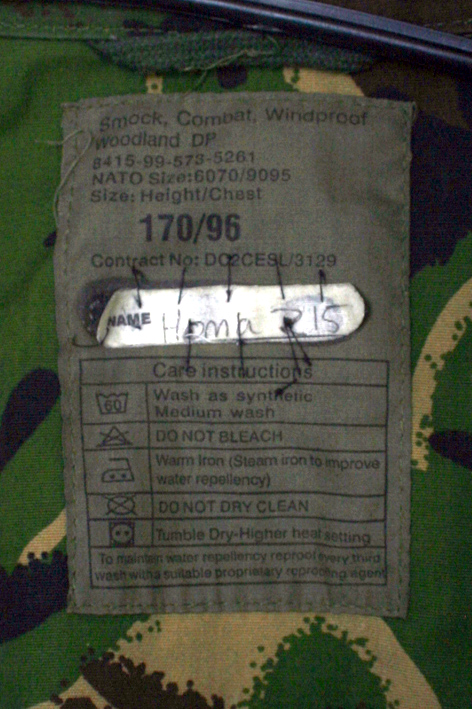 Smock, Combat, Windproof
Woodland DP
8415-99-573-5261
NATO Size:6070/9095
Size: Height/Chest
170/96
Contract No: DC2CESL/3129
NAME
Care instructions
60
Wash as synthetic
Medium wash
DO NOT BLEACH
Warm Iron (Steam iron to improve
water repellency)
DO NOT DRY CLEAN
Tumble Dry-Higher heat setting
To maintain water repellency reproof every third
wash with a suitable proprietary reproofing agent